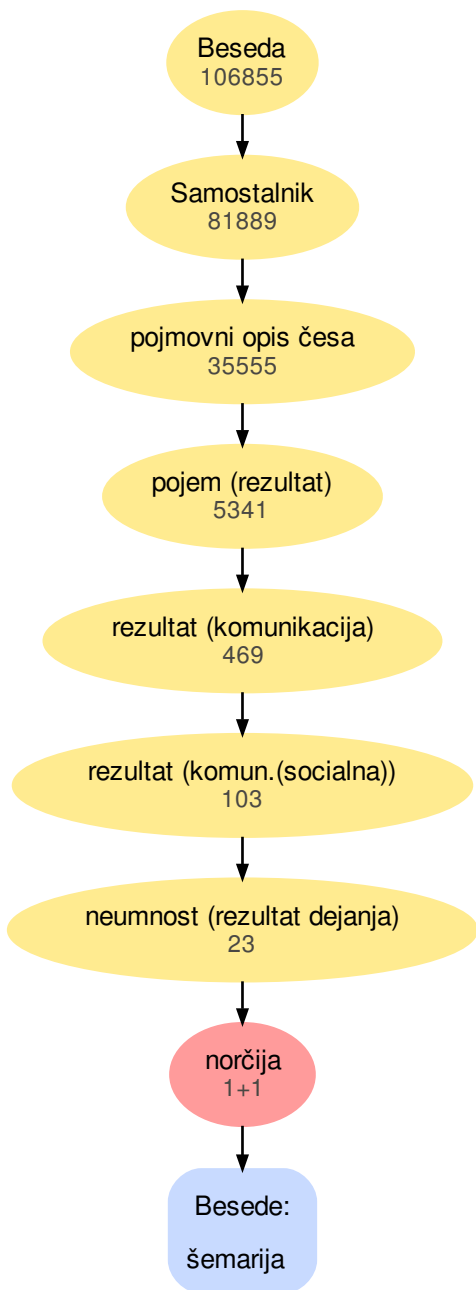 Beseda
106855
Samostalnik
81889
pojmovni opis česa
35555
pojem (rezultat)
5341
rezultat (komunikacija)
469
rezultat (komun.(socialna))
103
neumnost (rezultat dejanja)
23
norčija
1+1
Besede:
šemarija